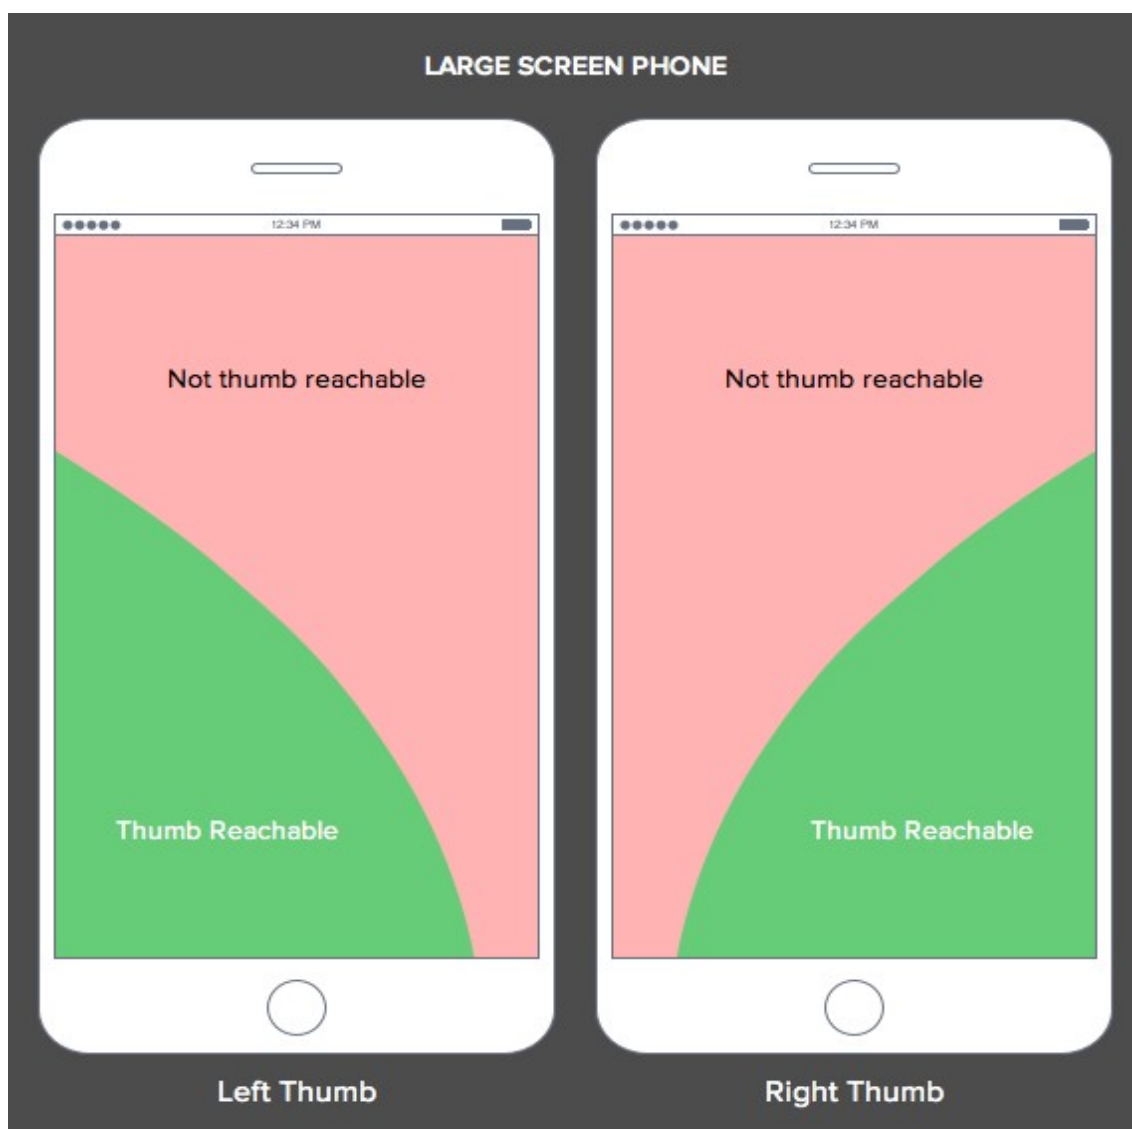 LARGE SCREEN PHONE
12:34 PM
Not thumb reachable
Thumb Reachable
Left Thumb
12:34 PM
Not thumb reachable
Thumb Reachable
Right Thumb